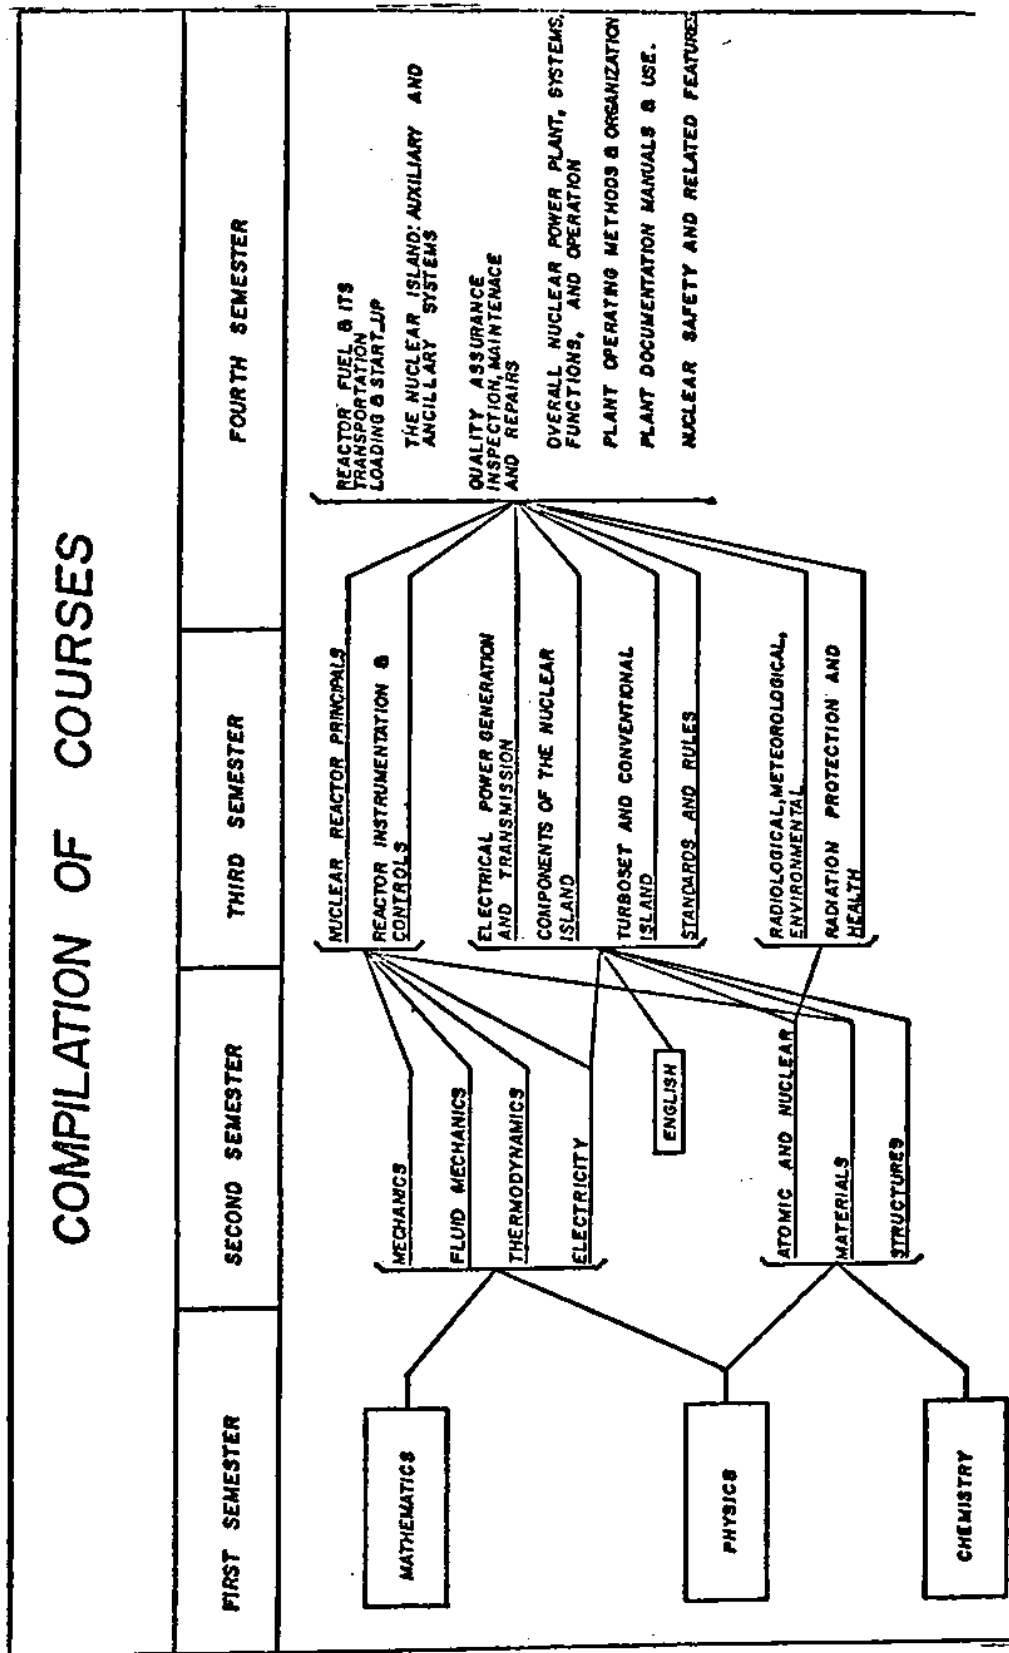 COMPILATION OF COURSES
FIRST SEMESTER
SECOND SEMESTER
THIRD SEMESTER
FOURTH SEMESTER
MATHEMATICS
PHYSICS
CHEMISTRY
MECHANICS
FLUID MECHANICS
THERMODYNAMICS
ELECTRICITY
ENGLISH
ATOMIC AND NUCLEAR
MATERIALS
STRUCTURES
NUCLEAR REACTOR PRINCIPALS
REACTOR INSTRUMENTATION &
CONTROLS
ELECTRICAL POWER GENERATION
AND TRANSMISSION
COMPONENTS OF THE NUCLEAR
ISLAND
TURBOSET AND CONVENTIONAL
ISLAND
STANDARDS AND RULES
RADIOLOGICAL, METEOROLOGICAL,
ENVIRONMENTAL
RADIATION PROTECTION AND
HEALTH
REACTOR FUEL & ITS
TRANSPORTATION
LOADING & START_UP
THE NUCLEAR ISLAND: AUXILIARY AND
ANCILLARY SYSTEMS
QUALITY ASSURANCE
INSPECTION, MAINTENACE
AND REPAIRS
OVERALL NUCLEAR POWER PLANT, SYSTEMS,
FUNCTIONS, AND OPERATION
PLANT OPERATING METHODS & ORGANIZATION
PLANT DOCUMENTATION MANUALS & USE.
NUCLEAR SAFETY AND RELATED FEATURES